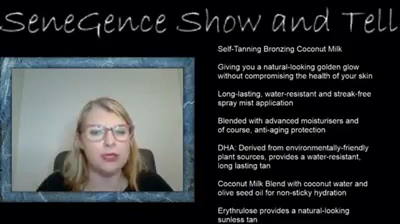 SeneGence Show and Tell
Self-Tanning Bronzing Coconut Milk
Giving you a natural-looking golden glow
without compromising the health of your skin
Long-lasting, water-resistant and streak-free
spray mist application
Blended with advanced moisturisers and
of course, anti-aging protection
DHA: Derived from environmentally-friendly
plant sources, provides a water-resistant,
long lasting tan
Coconut Milk Blend with coconut water and
olive seed oil for non-sticky hydration
Erythrulose provides a natural-looking
sunless tan